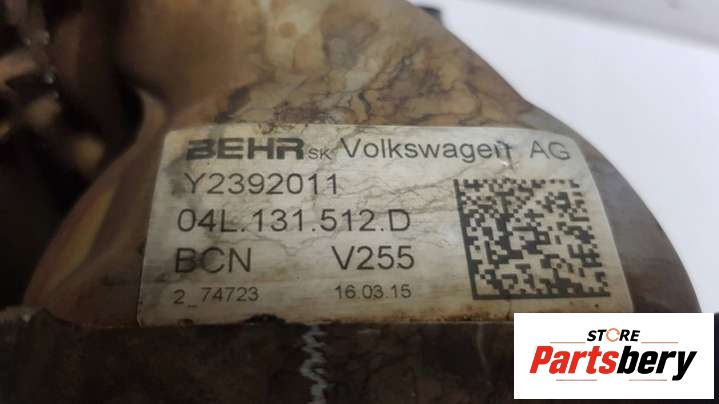 BEHR SK Volkswagen AG
Y2392011
04L.131.512.D
BCN V255
2_74723 16.03.15
STORE
Partsbery